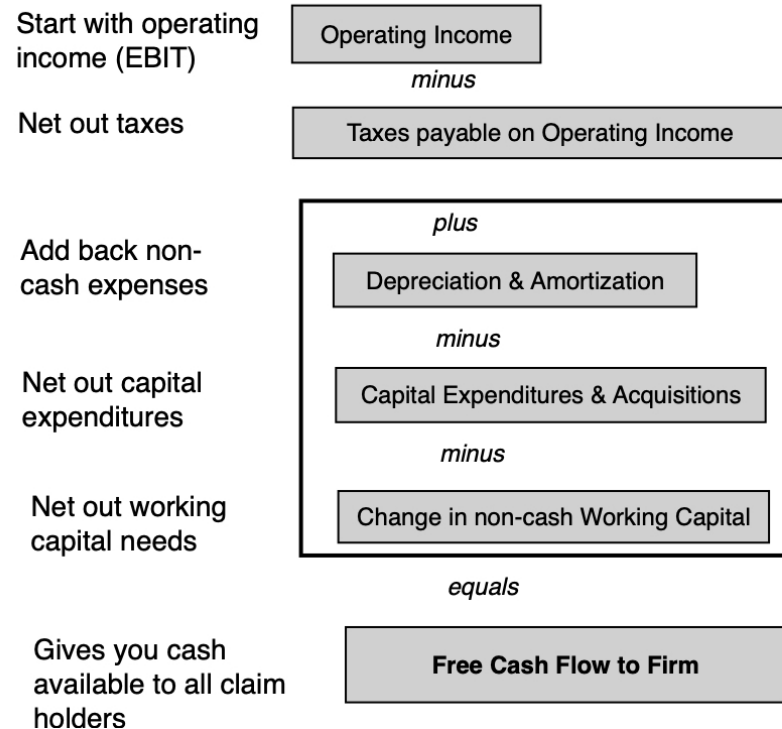 Start with operating
income (EBIT)
Operating Income
minus
Net out taxes
Taxes payable on Operating Income
plus
Add back non-
cash expenses
Depreciation & Amortization
minus
Net out capital
expenditures
Capital Expenditures & Acquisitions
minus
Net out working
capital needs
Change in non-cash Working Capital
equals
Gives you cash
available to all claim
holders
Free Cash Flow to Firm